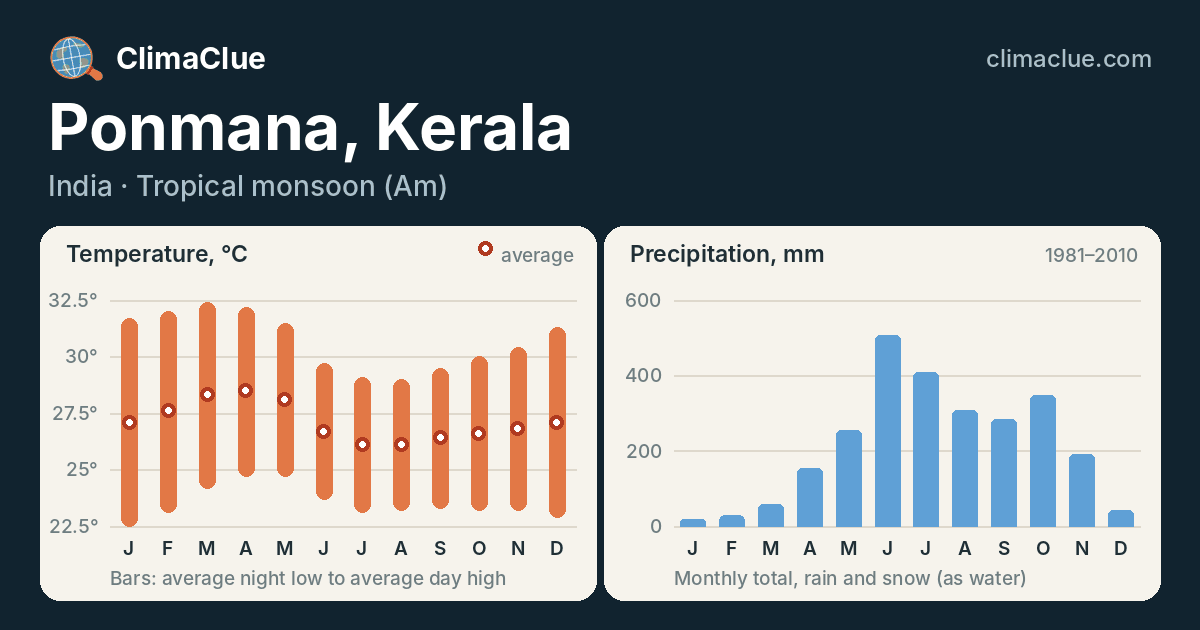 ClimaClue
climaclue.com
Ponmana, Kerala
India · Tropical monsoon (Am)
Temperature, °C
average
32.5°
30°
27.5°
25°
22.5°
J F M A M J J A S O N D
Bars: average night low to average day high
Precipitation, mm
1981–2010
600
400
200
0
J F M A M J J A S O N D
Monthly total, rain and snow (as water)